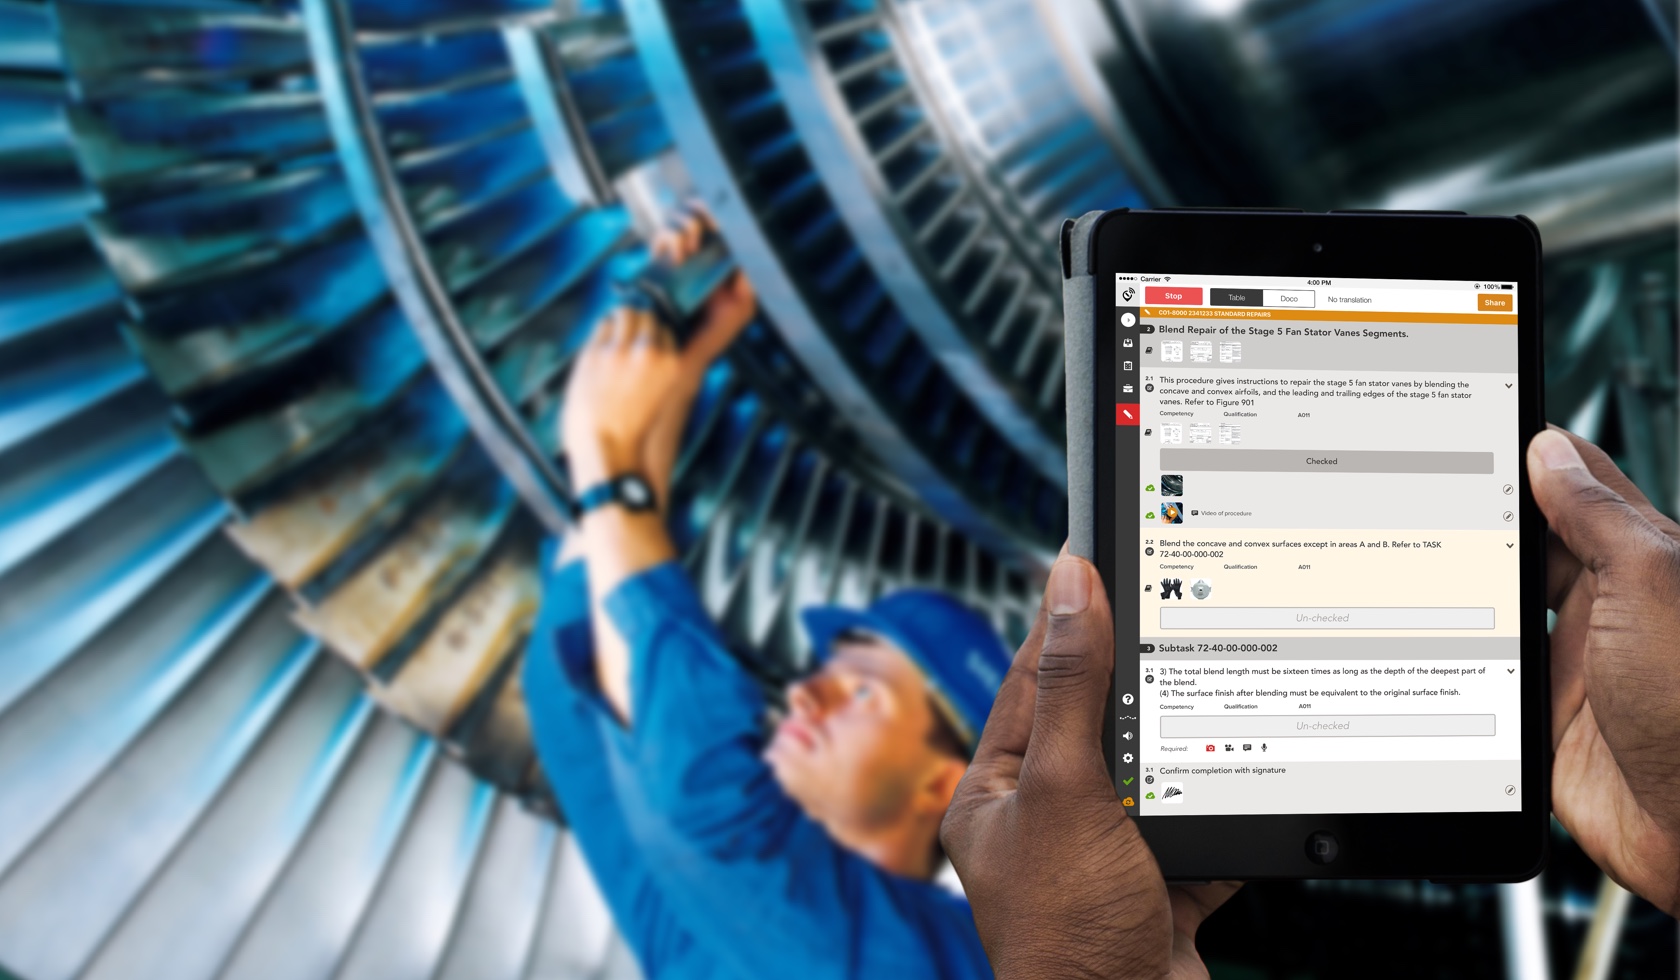 Carrier
4:00 PM
100%
Stop
Table
Doco
No translation
Share
CO1-8000 2341233 STANDARD REPAIRS
2 Blend Repair of the Stage 5 Fan Stator Vanes Segments.
2.1 This procedure gives instructions to repair the stage 5 fan stator vanes by blending the
concave and convex airfoils, and the leading and trailing edges of the stage 5 fan stator
vanes. Refer to Figure 901
Competency Qualification A011
Checked
Video of procedure
2.2 Blend the concave and convex surfaces except in areas A and B. Refer to TASK
72-40-00-000-002
Competency Qualification A011
Un-checked
3 Subtask 72-40-00-000-002
3.1 3) The total blend length must be sixteen times as long as the depth of the deepest part of
the blend.
(4) The surface finish after blending must be equivalent to the original surface finish.
Competency Qualification A011
Un-checked
Required:
3.1 Confirm completion with signature